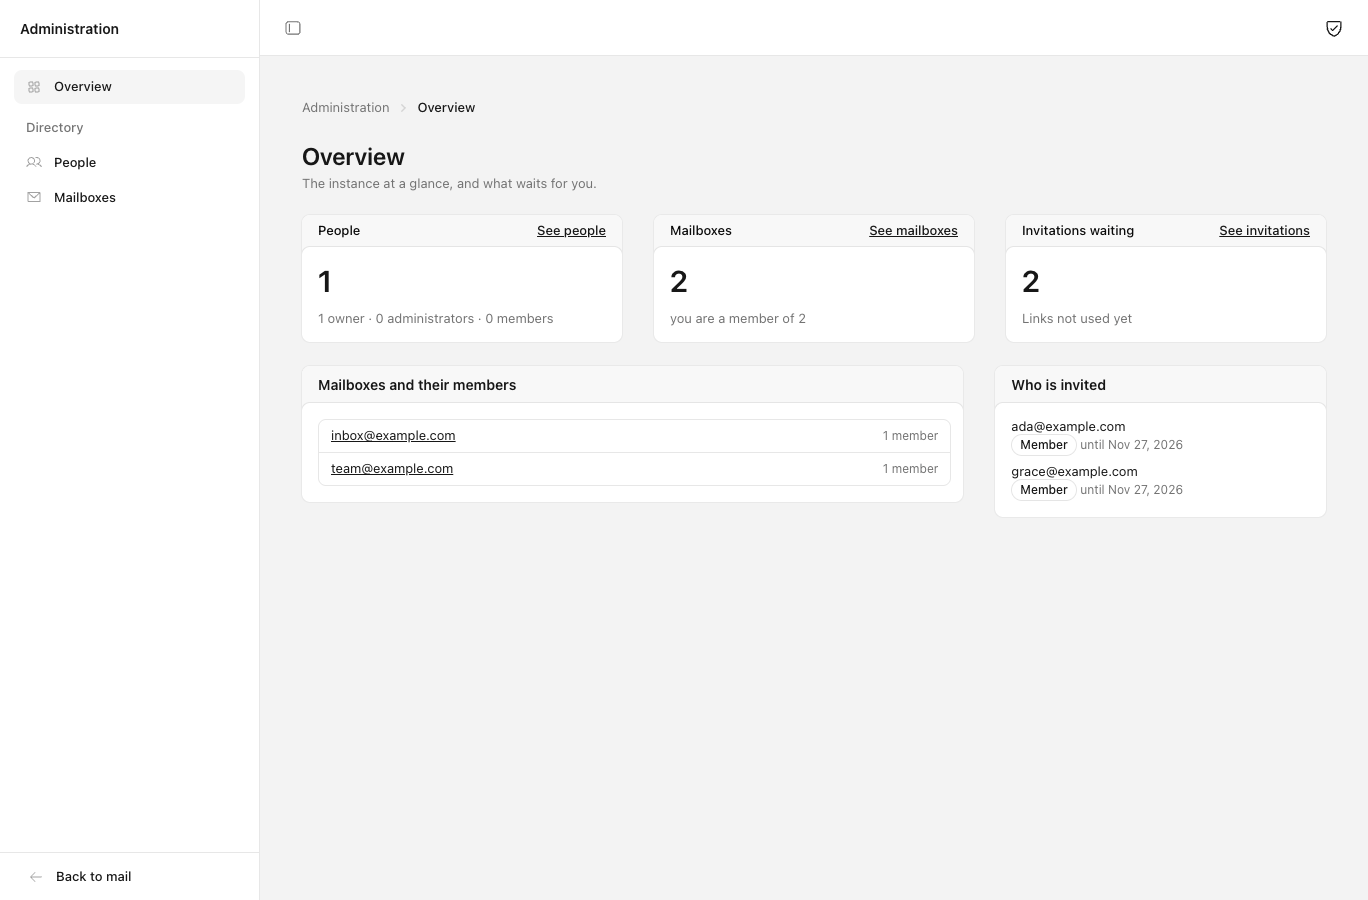 Administration
Overview
Directory
People
Mailboxes
Back to mail
Administration Overview
Overview
The instance at a glance, and what waits for you.
People See people
1
1 owner · 0 administrators · 0 members
Mailboxes See mailboxes
2
you are a member of 2
Invitations waiting See invitations
2
Links not used yet
Mailboxes and their members
inbox@example.com 1 member
team@example.com 1 member
Who is invited
ada@example.com
Member until Nov 27, 2026
grace@example.com
Member until Nov 27, 2026